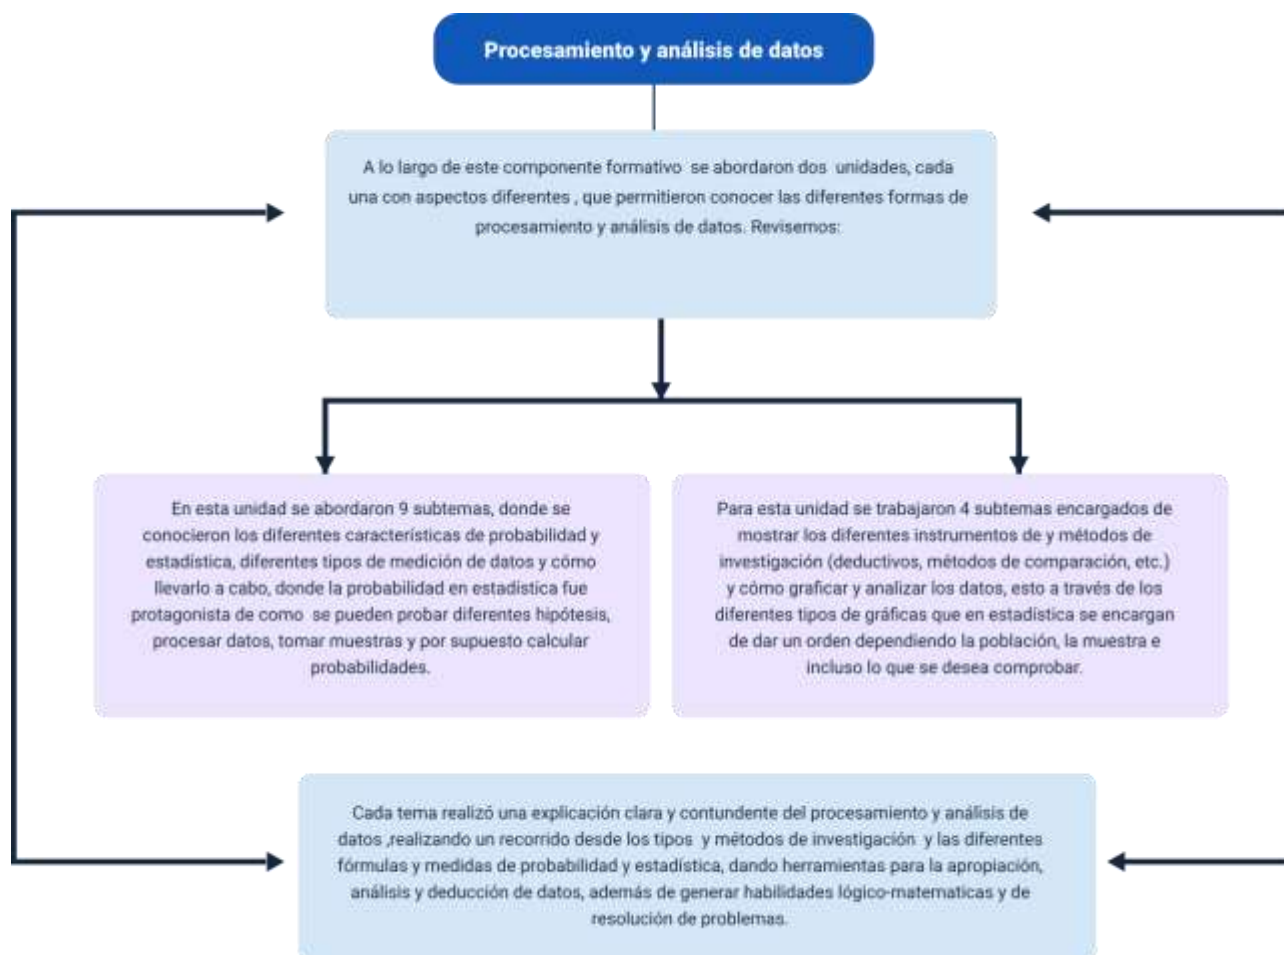 Procesamiento y análisis de datos
A lo largo de este componente formativo se abordaron dos unidades, cada
una con aspectos diferentes , que permitieron conocer las diferentes formas de
procesamiento y análisis de datos. Revisemos:
En esta unidad se abordaron 9 subtemas, donde se
conocieron los diferentes características de probabilidad y
estadística, diferentes tipos de medición de datos y cómo
llevarlo a cabo, donde la probabilidad en estadística fue
protagonista de como se pueden probar diferentes hipótesis,
procesar datos, tomar muestras y por supuesto calcular
probabilidades.
Para esta unidad se trabajaron 4 subtemas encargados de
mostrar los diferentes instrumentos de y métodos de
investigación (deductivos, métodos de comparación, etc.)
y cómo graficar y analizar los datos, esto a través de los
diferentes tipos de gráficas que en estadística se encargan
de dar un orden dependiendo la población, la muestra e
incluso lo que se desea comprobar.
Cada tema realizó una explicación clara y contundente del procesamiento y análisis de
datos ,realizando un recorrido desde los tipos y métodos de investigación y las diferentes
fórmulas y medidas de probabilidad y estadística, dando herramientas para la apropiación,
análisis y deducción de datos, además de generar habilidades lógico-matematicas y de
resolución de problemas.